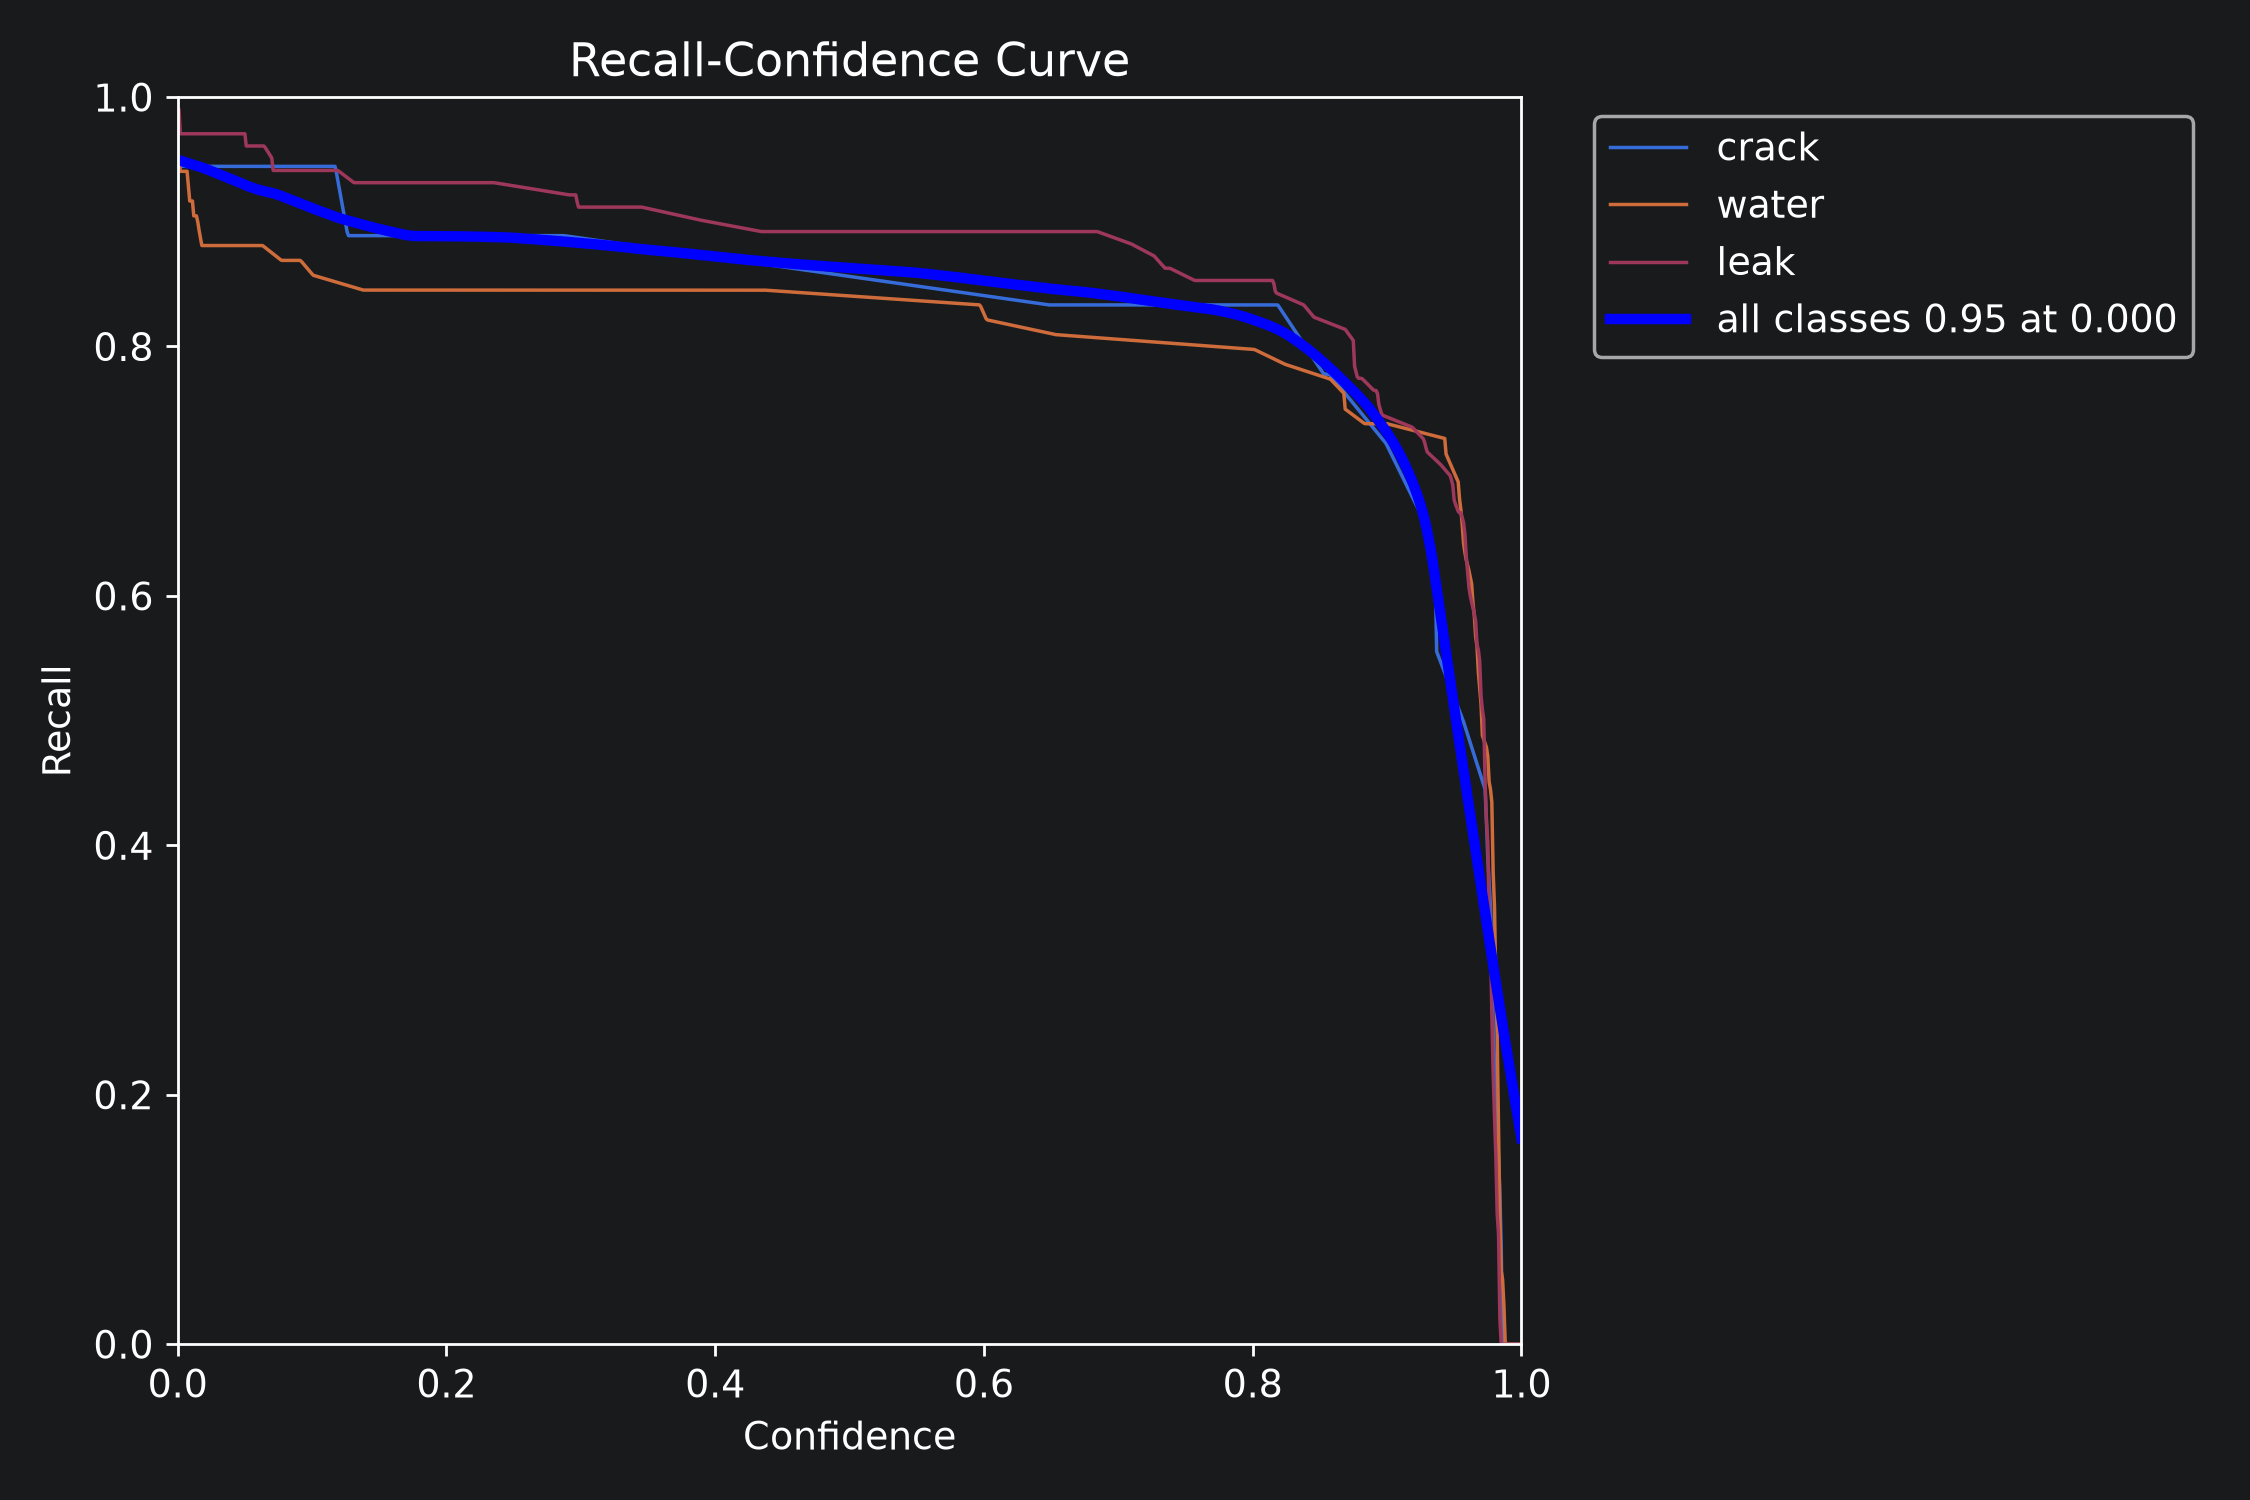 Recall-Confidence Curve
1.0
0.8
0.6
0.4
0.2
0.0
Recall
0.0 0.2 0.4 0.6 0.8 1.0
Confidence
crack
water
leak
all classes 0.95 at 0.000